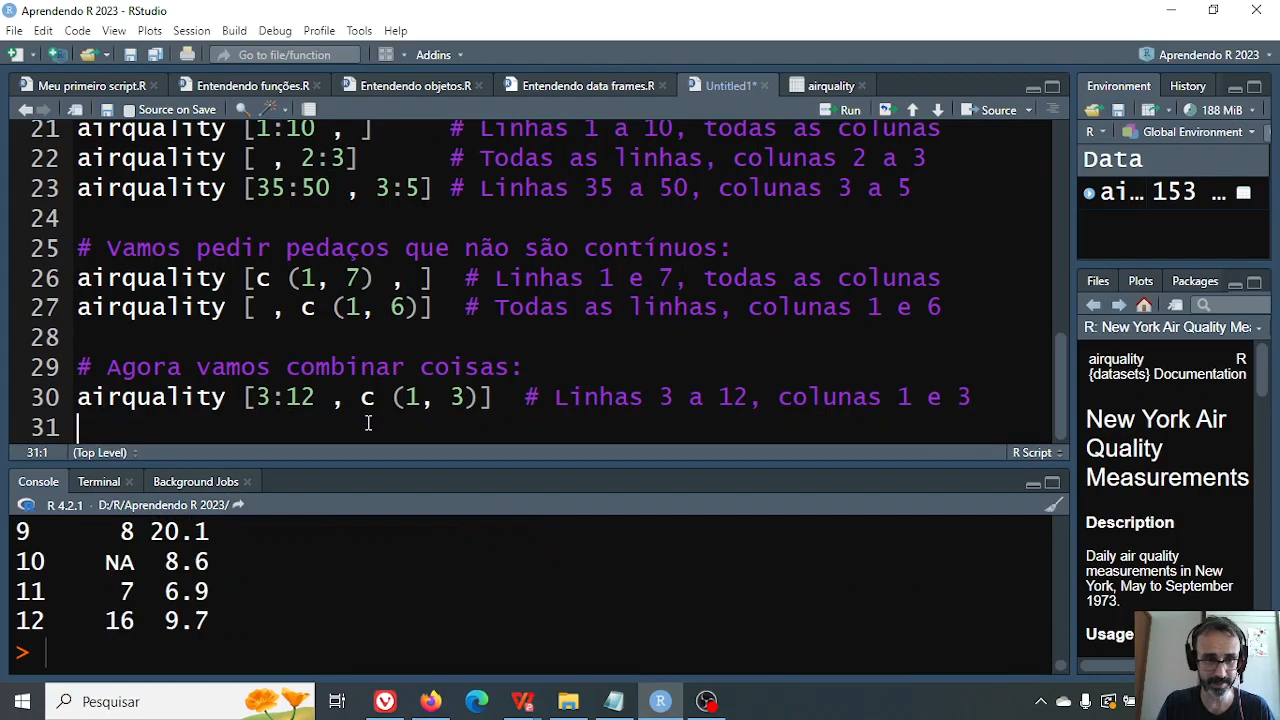 Aprendendo R 2023 - RStudio
File Edit Code View Plots Session Build Debug Profile Tools Help
Go to file/function Addins Aprendendo R 2023
Meu primeiro script.R Entendendo funções.R Entendendo objetos.R Entendendo data frames.R Untitled1* airquality
Source on Save Run Source
21 airquality [1:10 , ] # Linhas 1 a 10, todas as colunas
22 airquality [ , 2:3] # Todas as linhas, colunas 2 a 3
23 airquality [35:50 , 3:5] # Linhas 35 a 50, colunas 3 a 5
24
25 # Vamos pedir pedaços que não são contínuos:
26 airquality [c (1, 7) , ] # Linhas 1 e 7, todas as colunas
27 airquality [ , c (1, 6)] # Todas as linhas, colunas 1 e 6
28
29 # Agora vamos combinar coisas:
30 airquality [3:12 , c (1, 3)] # Linhas 3 a 12, colunas 1 e 3
31
31:1 (Top Level) R Script
Console Terminal Background Jobs
R 4.2.1 · D:/R/Aprendendo R 2023/
9 8 20.1
10 NA 8.6
11 7 6.9
12 16 9.7
>
Environment History
188 MiB
R Global Environment
Data
ai… 153 …
Files Plots Packages
R: New York Air Quality Mea
airquality R
{datasets} Documentation
New York Air
Quality
Measurements
Description
Daily air quality
measurements in New
York, May to September
1973.
Usage
Pesquisar